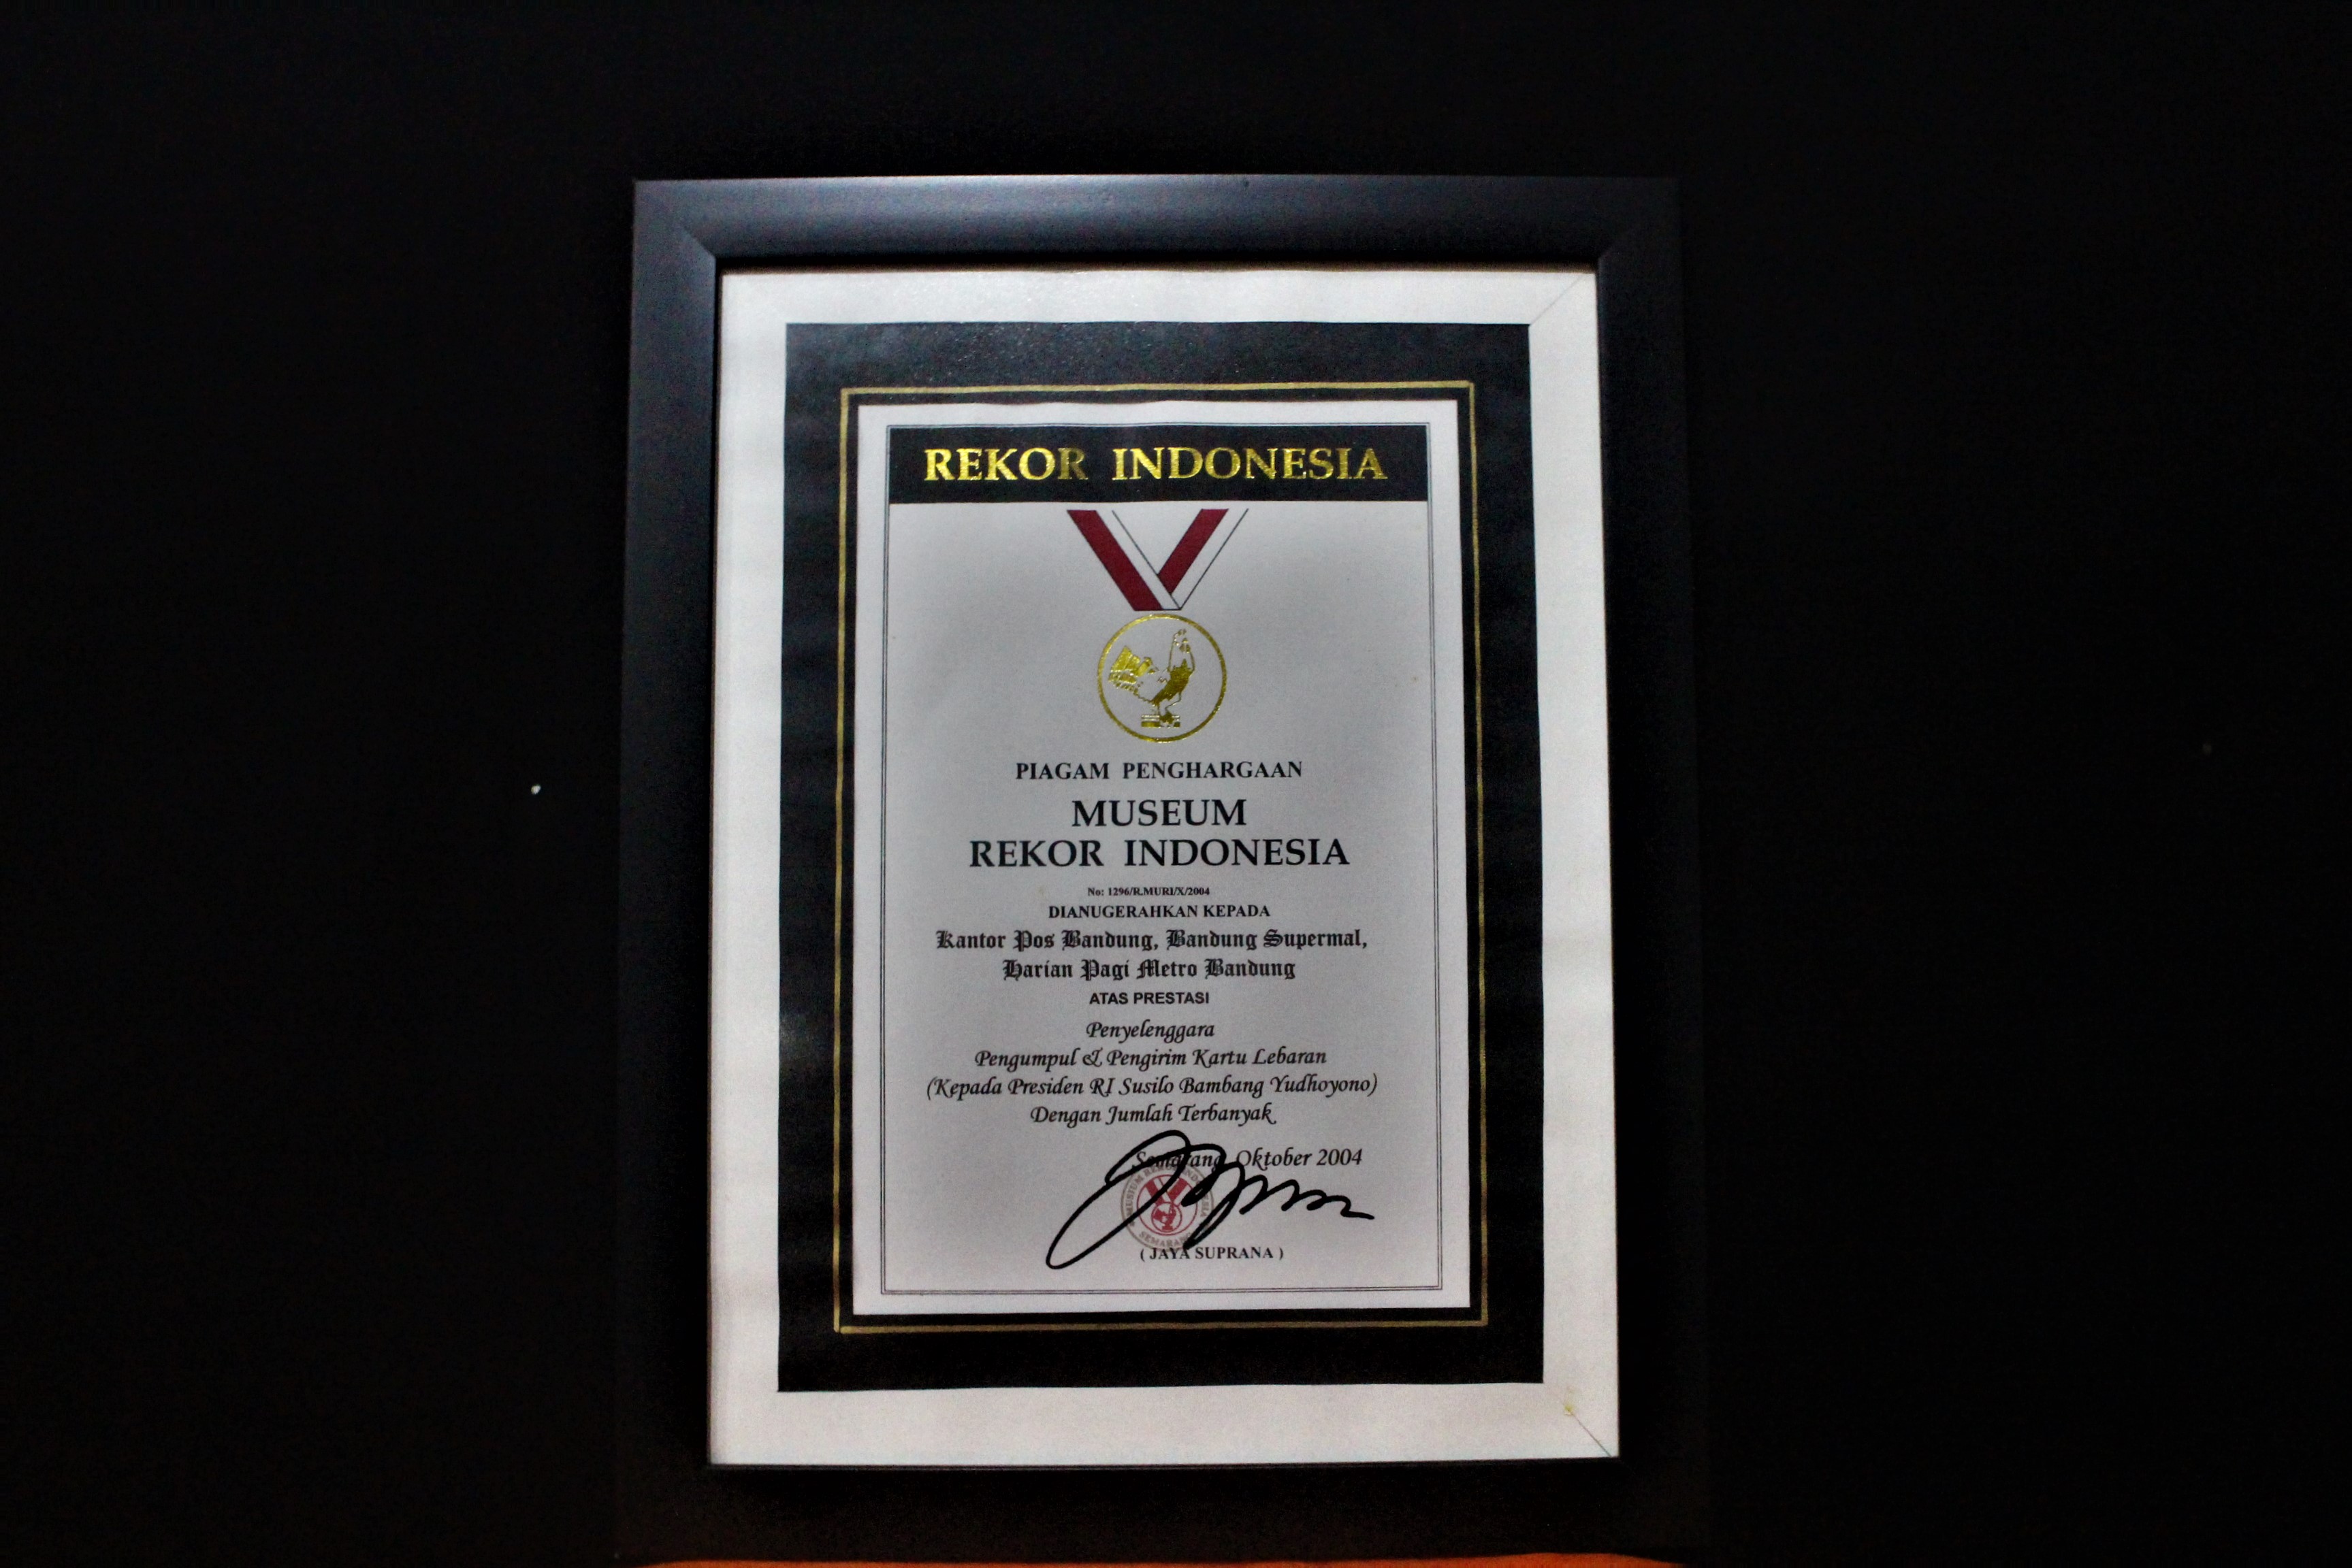 REKOR INDONESIA
PIAGAM PENGHARGAAN
MUSEUM
REKOR INDONESIA
No: 1296/R.MURI/X/2004
DIANUGERAHKAN KEPADA
Kantor Pos Bandung, Bandung Supermal,
Harian Pagi Metro Bandung
ATAS PRESTASI
Penyelenggara
Pengumpul & Pengirim Kartu Lebaran
(Kepada Presiden RI Susilo Bambang Yudhoyono)
Dengan Jumlah Terbanyak
Semarang, Oktober 2004
SEMARANG
( JAYA SUPRANA )